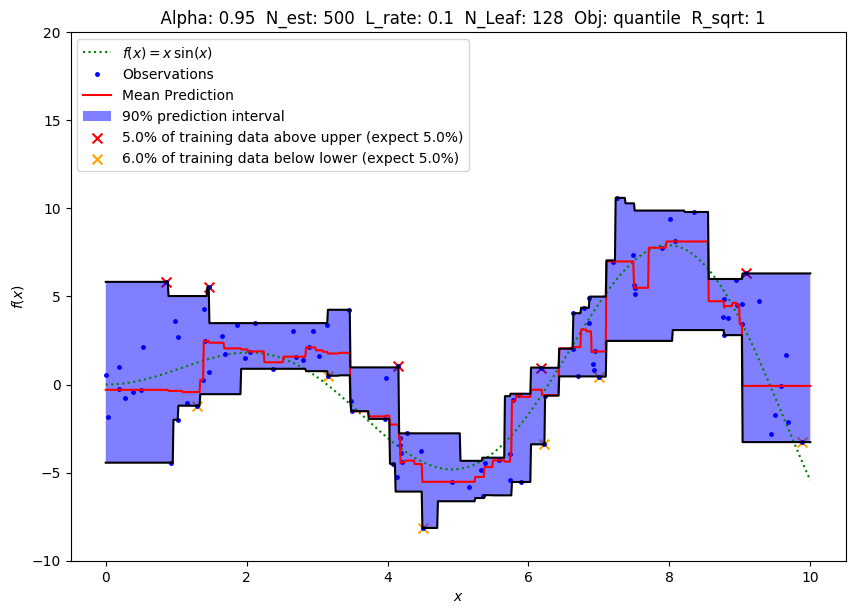 Alpha: 0.95  N_est: 500  L_rate: 0.1  N_Leaf: 128  Obj: quantile  R_sqrt: 1
f(x) = x sin(x)
Observations
Mean Prediction
90% prediction interval
5.0% of training data above upper (expect 5.0%)
6.0% of training data below lower (expect 5.0%)
20
15
10
5
0
−5
−10
f(x)
0 2 4 6 8 10
x